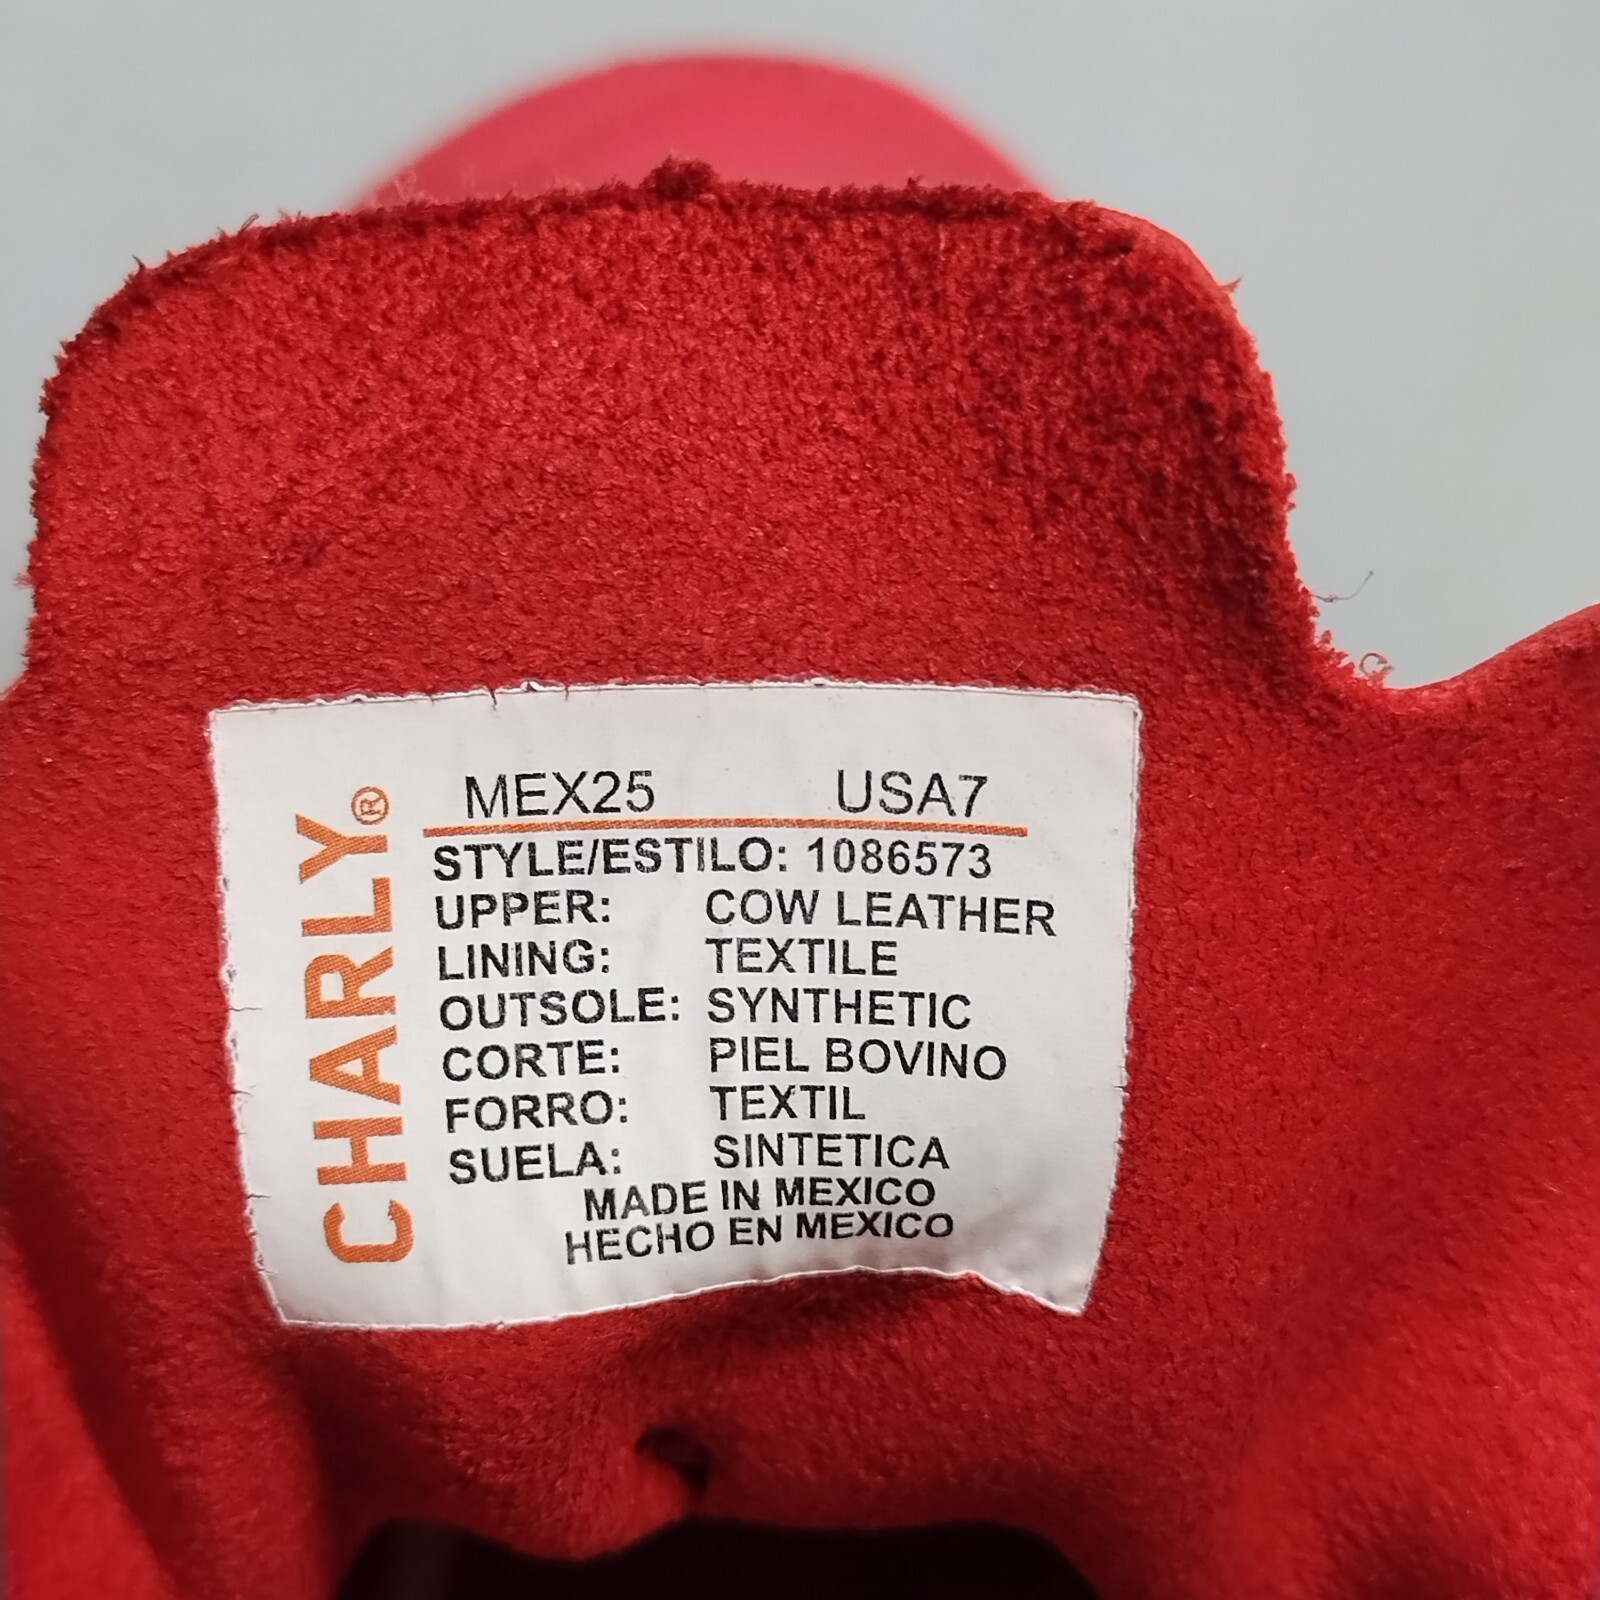 CHARLY®
MEX25 USA7
STYLE/ESTILO: 1086573
UPPER: COW LEATHER
LINING: TEXTILE
OUTSOLE: SYNTHETIC
CORTE: PIEL BOVINO
FORRO: TEXTIL
SUELA: SINTETICA
MADE IN MEXICO
HECHO EN MEXICO